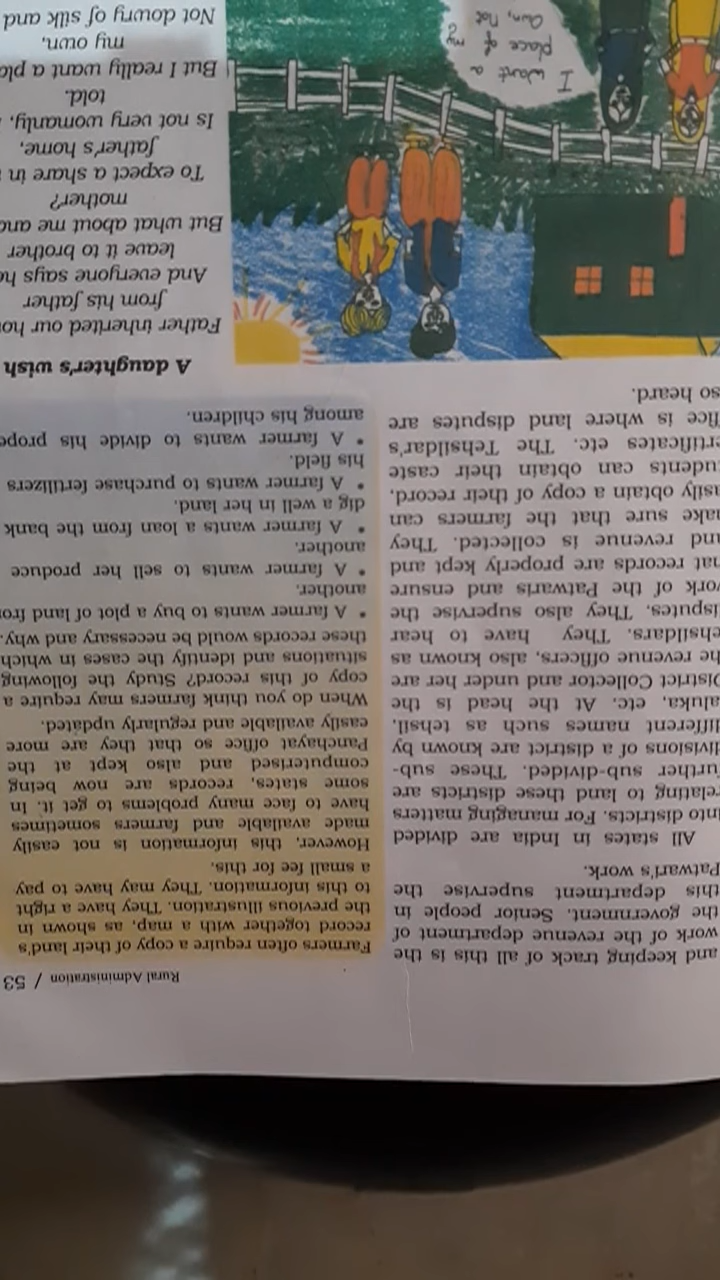 Rural Administration / 53
and keeping track of all this is the
work of the revenue department of
the government. Senior people in
this department supervise the
Patwari's work.
All states in India are divided
into districts. For managing matters
relating to land these districts are
further sub-divided. These sub-
divisions of a district are known by
different names such as tehsil,
taluka, etc. At the head is the
District Collector and under her are
the revenue officers, also known as
tehsildars. They have to hear
disputes. They also supervise the
work of the Patwaris and ensure
that records are properly kept and
and revenue is collected. They
make sure that the farmers can
easily obtain a copy of their record,
students can obtain their caste
certificates etc. The Tehsildar's
office is where land disputes are
also heard.
Farmers often require a copy of their land's
record together with a map, as shown in
the previous illustration. They have a right
to this information. They may have to pay
a small fee for this.
However, this information is not easily
made available and farmers sometimes
have to face many problems to get it. In
some states, records are now being
computerised and also kept at the
Panchayat office so that they are more
easily available and regularly updated.
When do you think farmers may require a
copy of this record? Study the following
situations and identify the cases in which
these records would be necessary and why.
• A farmer wants to buy a plot of land from
another.
• A farmer wants to sell her produce
another.
• A farmer wants a loan from the bank
dig a well in her land.
• A farmer wants to purchase fertilizers
his field.
• A farmer wants to divide his prope
among his children.
A daughter's wish
Father inherited our ho
from his father
And everyone says he
leave it to brother
But what about me and
mother?
To expect a share in
father's home,
Is not very womanly,
told.
But I really want a pla
my own,
Not dowry of silk and
I want a
place of my
Own, not